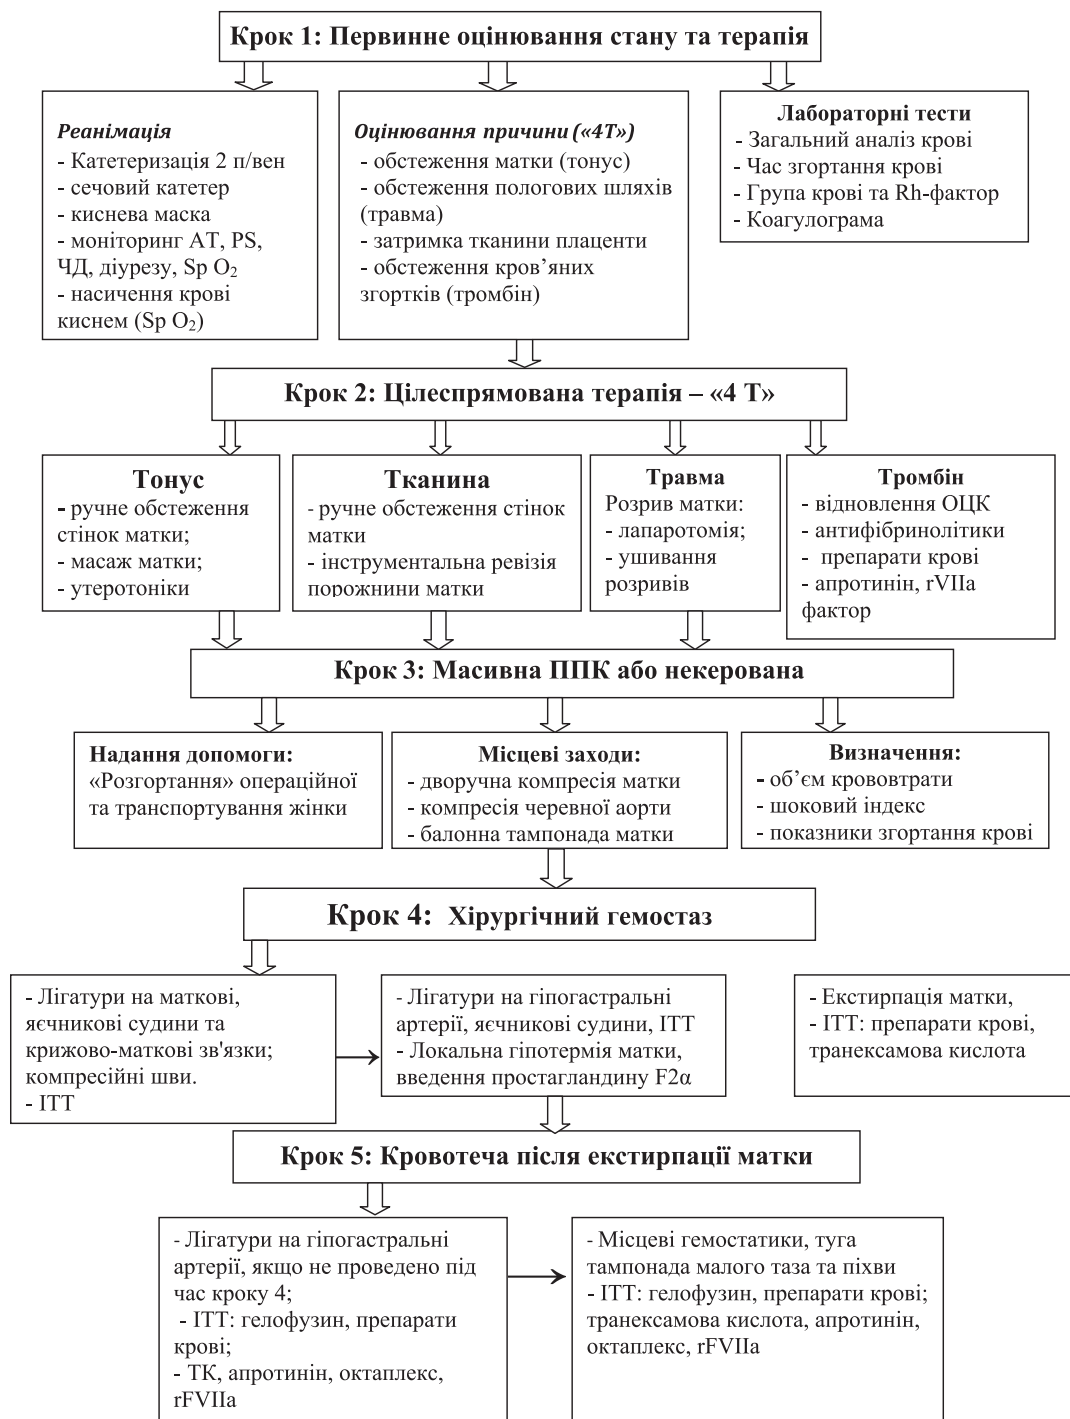 Крок 1: Первинне оцінювання стану та терапія
Реанімація
- Катетеризація 2 п/вен
- сечовий катетер
- киснева маска
- моніторинг АТ, PS,
ЧД, діурезу, Sp O₂
- насичення крові
киснем (Sp O₂)
Оцінювання причини («4Т»)
- обстеження матки (тонус)
- обстеження пологових шляхів
(травма)
- затримка тканини плаценти
- обстеження кров’яних
згортків (тромбін)
Лабораторні тести
- Загальний аналіз крові
- Час згортання крові
- Група крові та Rh-фактор
- Коагулограма
Крок 2: Цілеспрямована терапія – «4 Т»
Тонус
- ручне обстеження
стінок матки;
- масаж матки;
- утеротоніки
Тканина
- ручне обстеження стінок
матки
- інструментальна ревізія
порожнини матки
Травма
Розрив матки:
- лапаротомія;
- ушивання
розривів
Тромбін
- відновлення ОЦК
- антифібринолітики
- препарати крові
- апротинін, rVIIa
фактор
Крок 3: Масивна ППК або некерована
Надання допомоги:
«Розгортання» операційної
та транспортування жінки
Місцеві заходи:
- дворучна компресія матки
- компресія черевної аорти
- балонна тампонада матки
Визначення:
- об’єм крововтрати
- шоковий індекс
- показники згортання крові
Крок 4: Хірургічний гемостаз
- Лігатури на маткові,
яєчникові судини та
крижово-маткові зв'язки;
компресійні шви.
- ІТТ
- Лігатури на гіпогастральні
артерії, яєчникові судини, ІТТ
- Локальна гіпотермія матки,
введення простагландину F2α
- Екстирпація матки,
- ІТТ: препарати крові,
транексамова кислота
Крок 5: Кровотеча після екстирпації матки
- Лігатури на гіпогастральні
артерії, якщо не проведено під
час кроку 4;
- ІТТ: гелофузин, препарати
крові;
- ТК, апротинін, октаплекс,
rFVIIa
- Місцеві гемостатики, туга
тампонада малого таза та піхви
- ІТТ: гелофузин, препарати крові;
транексамова кислота, апротинін,
октаплекс, rFVIIa